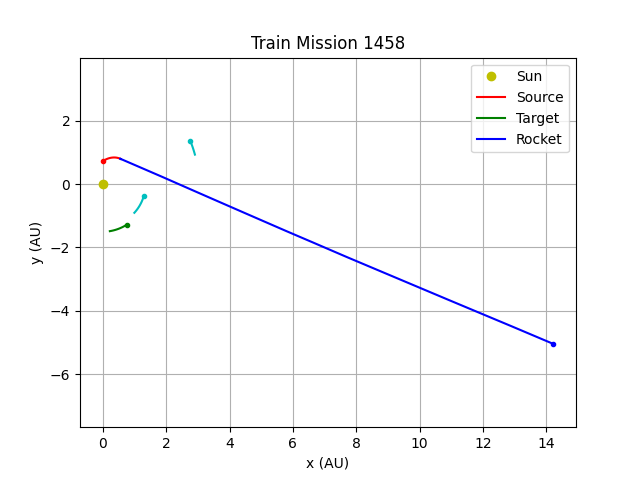 Train Mission 1458
Sun
Source
Target
Rocket
2
0
−2
−4
−6
y (AU)
0 2 4 6 8 10 12 14
x (AU)